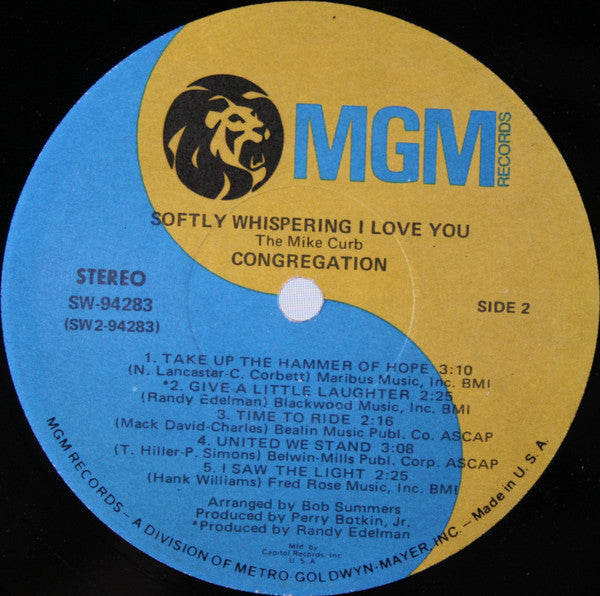 MGM
RECORDS
SOFTLY WHISPERING I LOVE YOU
The Mike Curb
CONGREGATION
STEREO
SW-94283
(SW2-94283)
SIDE 2
1. TAKE UP THE HAMMER OF HOPE 3:10
(N. Lancaster-C. Corbett) Maribus Music, Inc. BMI
*2. GIVE A LITTLE LAUGHTER 2:25
(Randy Edelman) Blackwood Music, Inc. BMI
3. TIME TO RIDE 2:16
(Mack David-Charles) Bealin Music Publ. Co. ASCAP
4. UNITED WE STAND 3:08
(T. Hiller-P. Simons) Belwin-Mills Publ. Corp. ASCAP
5. I SAW THE LIGHT 2:25
(Hank Williams) Fred Rose Music, Inc. BMI
Arranged by Bob Summers
Produced by Perry Botkin, Jr.
*Produced by Randy Edelman
Mfd. by
Capitol Records, Inc.
U S A
MGM RECORDS – A DIVISION OF METRO-GOLDWYN-MAYER, INC. – Made in U. S. A.